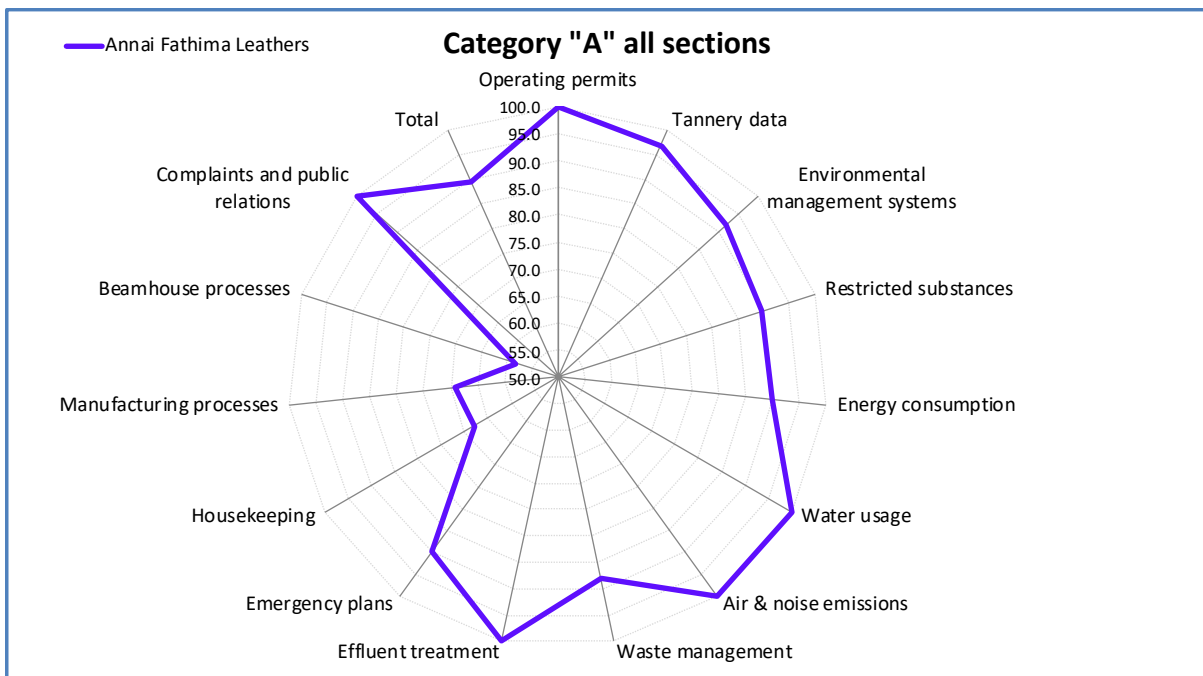 Annai Fathima Leathers
Category "A" all sections
Operating permits
Tannery data
Environmental
management systems
Restricted substances
Energy consumption
Water usage
Air & noise emissions
Waste management
Effluent treatment
Emergency plans
Housekeeping
Manufacturing processes
Beamhouse processes
Complaints and public
relations
Total
100.0
95.0
90.0
85.0
80.0
75.0
70.0
65.0
60.0
55.0
50.0